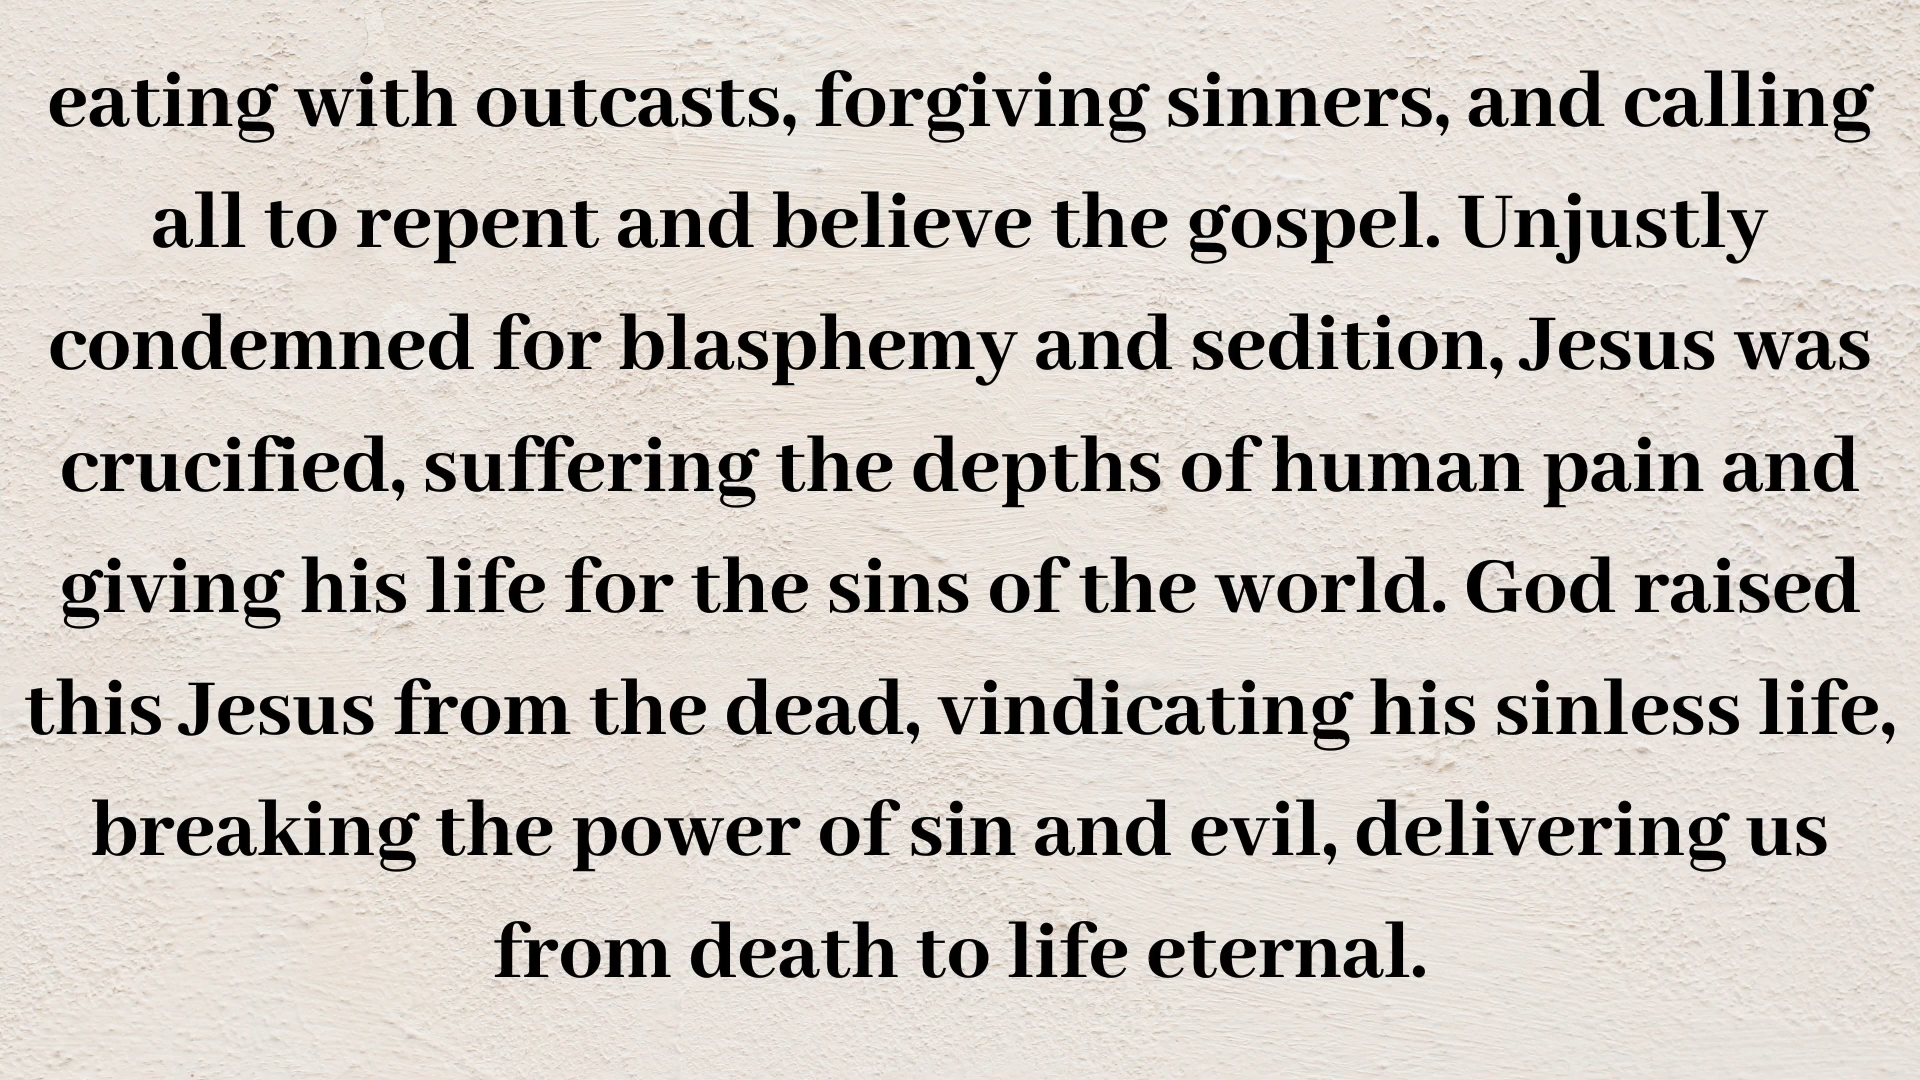 eating with outcasts, forgiving sinners, and calling
all to repent and believe the gospel. Unjustly
condemned for blasphemy and sedition, Jesus was
crucified, suffering the depths of human pain and
giving his life for the sins of the world. God raised
this Jesus from the dead, vindicating his sinless life,
breaking the power of sin and evil, delivering us
from death to life eternal.